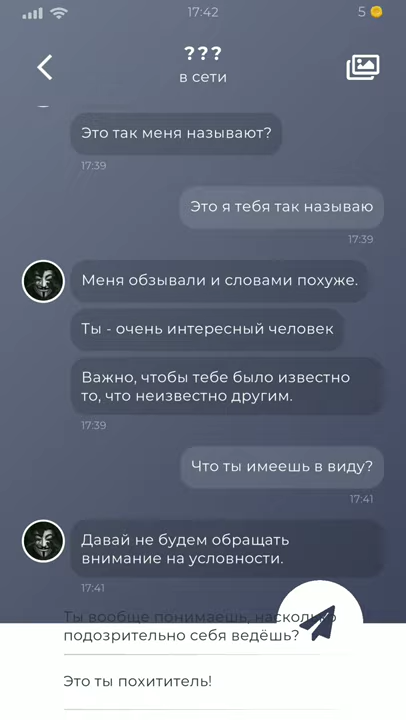 17:42
5
???
в сети
Это так меня называют?
17:39
Это я тебя так называю
17:39
Меня обзывали и словами похуже.
Ты - очень интересный человек
Важно, чтобы тебе было известно
то, что неизвестно другим.
17:39
Что ты имеешь в виду?
17:41
Давай не будем обращать
внимание на условности.
17:41
Ты вообще понимаешь, насколько
подозрительно себя ведёшь?
Это ты похититель!